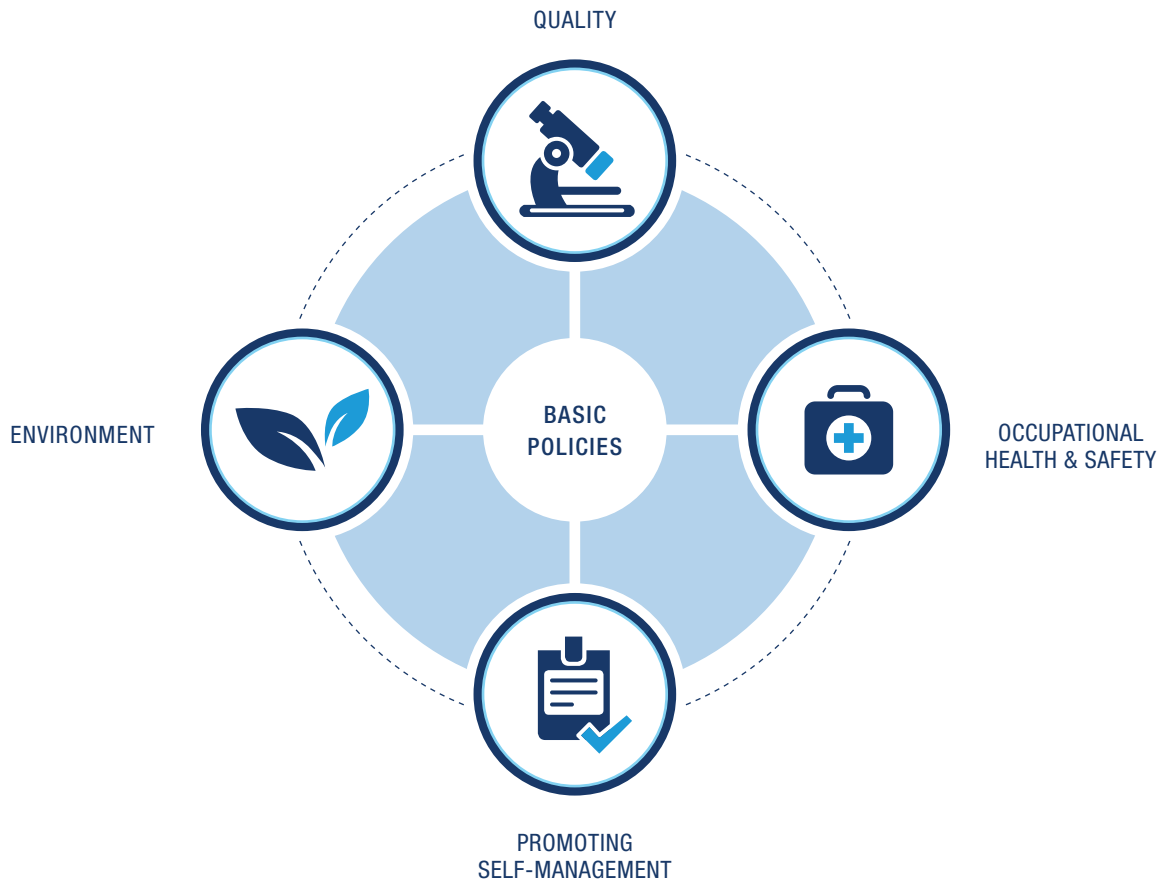 QUALITY
BASIC
POLICIES
ENVIRONMENT
OCCUPATIONAL
HEALTH & SAFETY
PROMOTING
SELF-MANAGEMENT